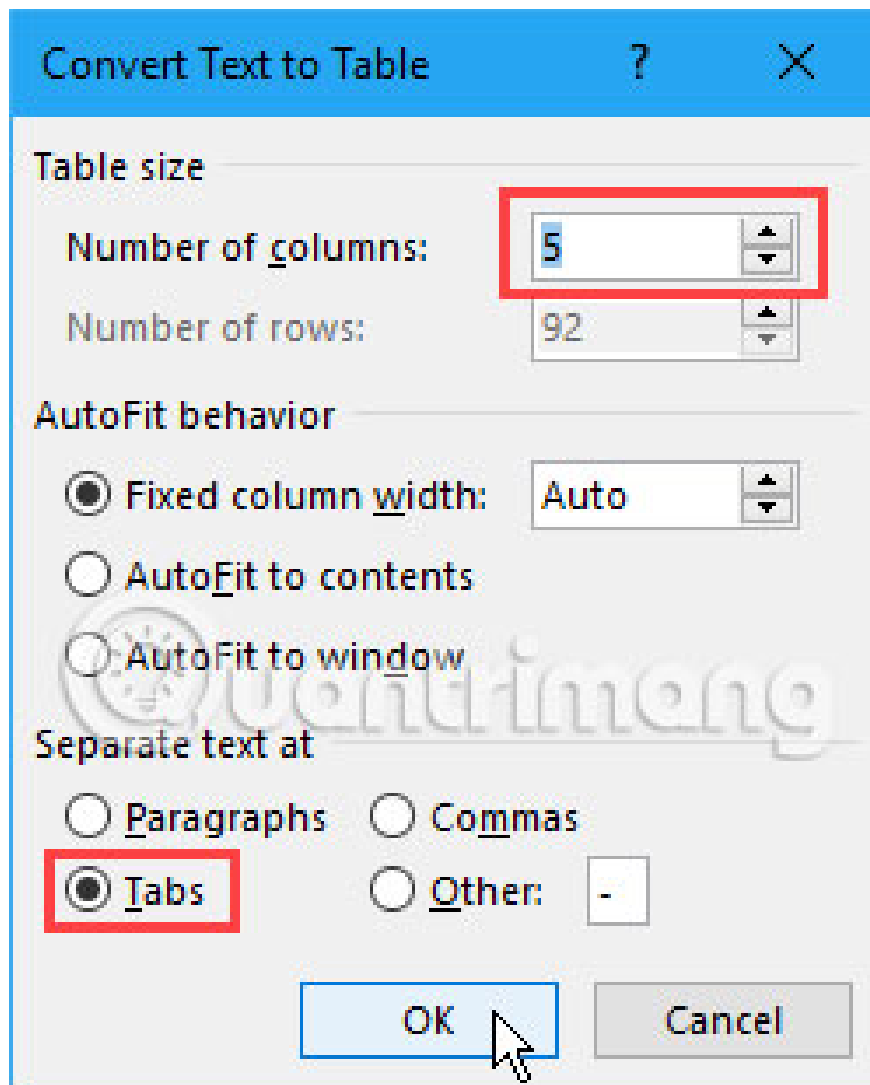 Convert Text to Table ?
Table size
Number of columns: 5
Number of rows: 92
AutoFit behavior
Fixed column width: Auto
AutoFit to contents
AutoFit to window
Quantrimang
Separate text at
Paragraphs Commas
Tabs Other: -
OK Cancel